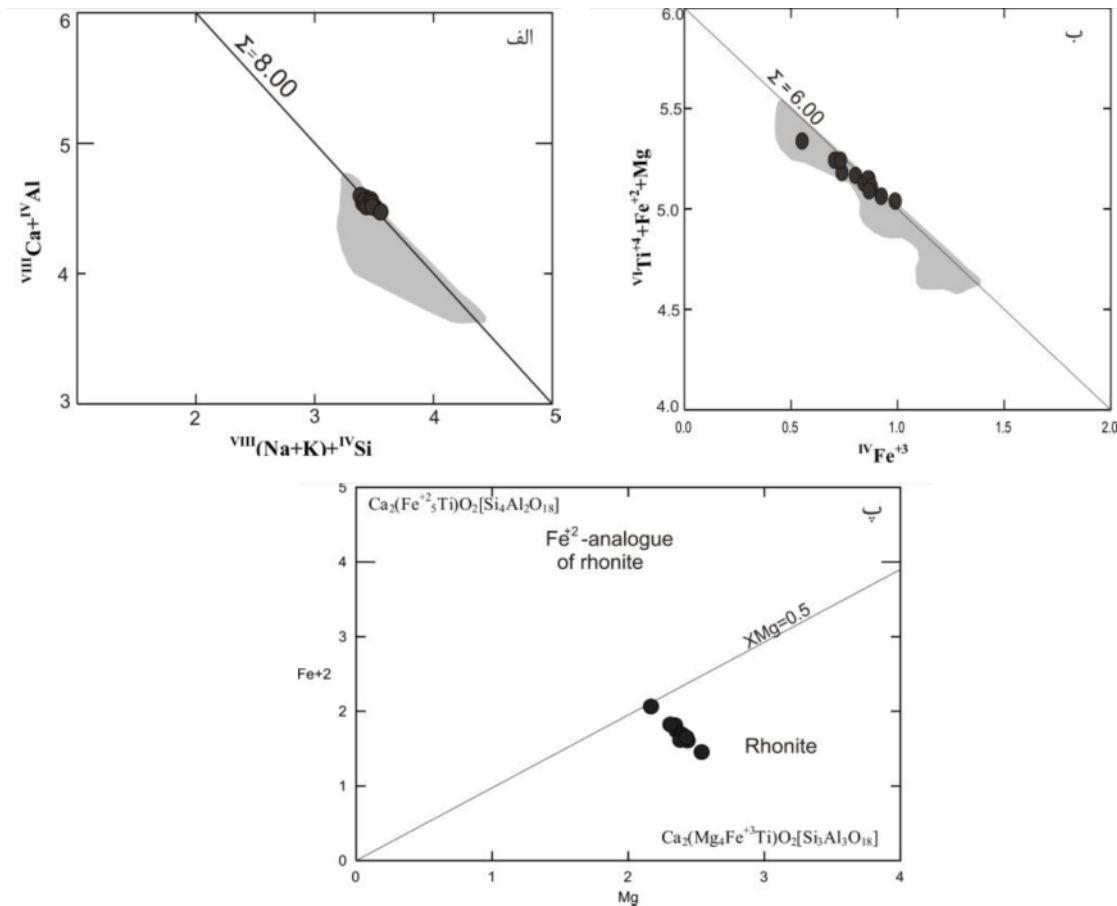 الف
6
5
4
3
Σ=8.00
2
3
4
5
VIIICa+IVAl
VIII(Na+K)+IVSi
ب
6.0
5.5
5.0
4.5
4.0
Σ = 6.00
0.0
0.5
1.0
1.5
2.0
VITi+4+Fe+2+Mg
IVFe+3
پ
5
4
3
2
1
0
Ca2(Fe+25Ti)O2[Si4Al2O18]
Fe+2-analogue
of rhonite
XMg=0.5
Fe+2
Rhonite
Ca2(Mg4Fe+3Ti)O2[Si3Al3O18]
0
1
2
3
4
Mg